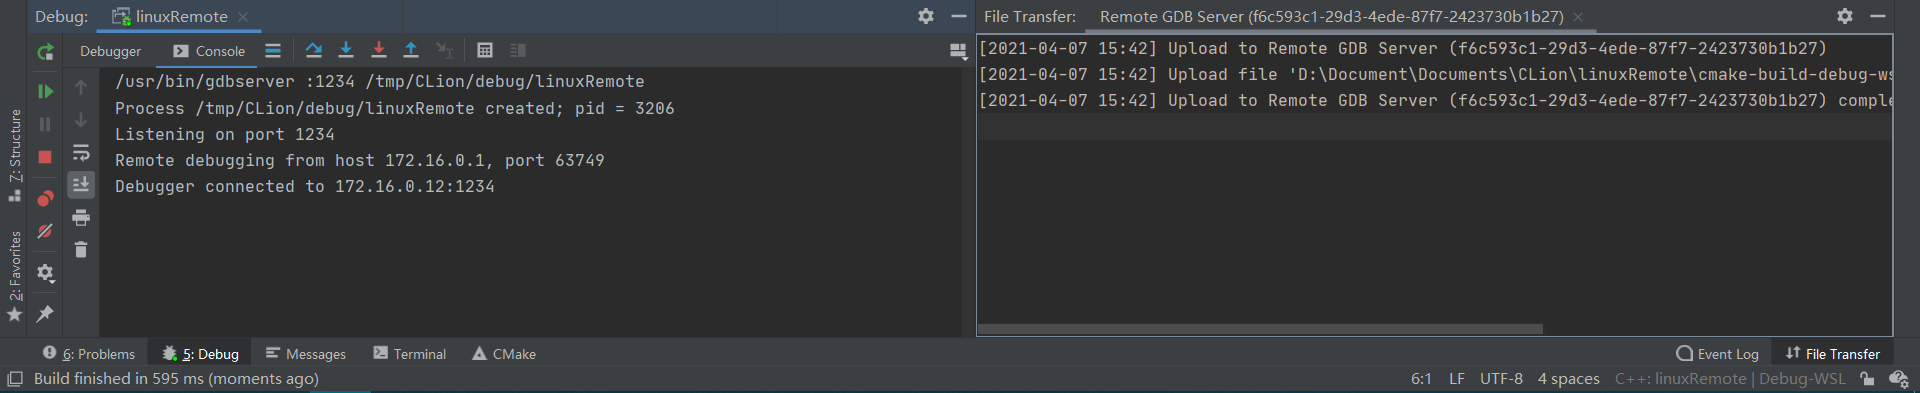 Debug: linuxRemote
File Transfer: Remote GDB Server (f6c593c1-29d3-4ede-87f7-2423730b1b27)
Debugger Console
/usr/bin/gdbserver :1234 /tmp/CLion/debug/linuxRemote
Process /tmp/CLion/debug/linuxRemote created; pid = 3206
Listening on port 1234
Remote debugging from host 172.16.0.1, port 63749
Debugger connected to 172.16.0.12:1234
[2021-04-07 15:42] Upload to Remote GDB Server (f6c593c1-29d3-4ede-87f7-2423730b1b27)
[2021-04-07 15:42] Upload file 'D:\Document\Documents\CLion\linuxRemote\cmake-build-debug-ws
[2021-04-07 15:42] Upload to Remote GDB Server (f6c593c1-29d3-4ede-87f7-2423730b1b27) comple
7: Structure
2: Favorites
6: Problems 5: Debug Messages Terminal CMake
Event Log File Transfer
Build finished in 595 ms (moments ago)
6:1 LF UTF-8 4 spaces C++: linuxRemote | Debug-WSL